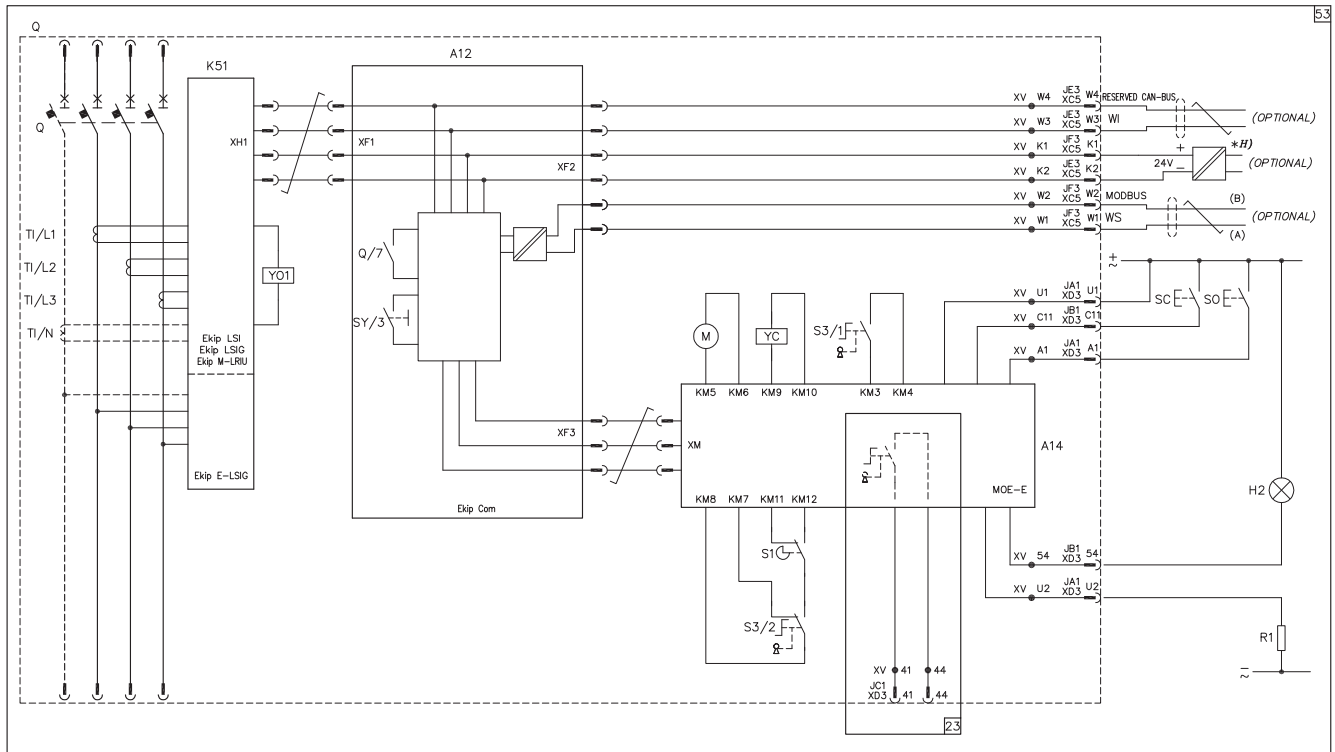 53
Q
K51
A12
XV W4 JE3 XC5 W4 RESERVED CAN-BUS
(OPTIONAL)
Q
XV W3 JE3 XC5 W3 WI
XH1
XF1
XV K1 JF3 XC5 K1 + *H)
XF2
24V
(OPTIONAL)
XV K2 JE3 XC5 K2 –
XV W2 JF3 XC5 W2 MODBUS
(B)
XV W1 JF3 XC5 W1 WS
(OPTIONAL)
(A)
TI/L1
Q/7
TI/L2
YO1
+
~
TI/L3
XV U1 JA1 XD3 U1
SC
SO
SY/3
XV C11 JB1 XD3 C11
TI/N
M
YC
S3/1
Ekip LSI
Ekip LSIG
Ekip M-LRIU
XV A1 JA1 XD3 A1
KM5
KM6
KM9
KM10
KM3
KM4
XF3
XM
A14
Ekip E-LSIG
MOE-E
H2
KM8
KM7
KM11
KM12
Ekip Com
S1
XV 54 JB1 XD3 54
XV U2 JA1 XD3 U2
S3/2
R1
XV 41
44
–
~
JC1
XD3
41
44
23